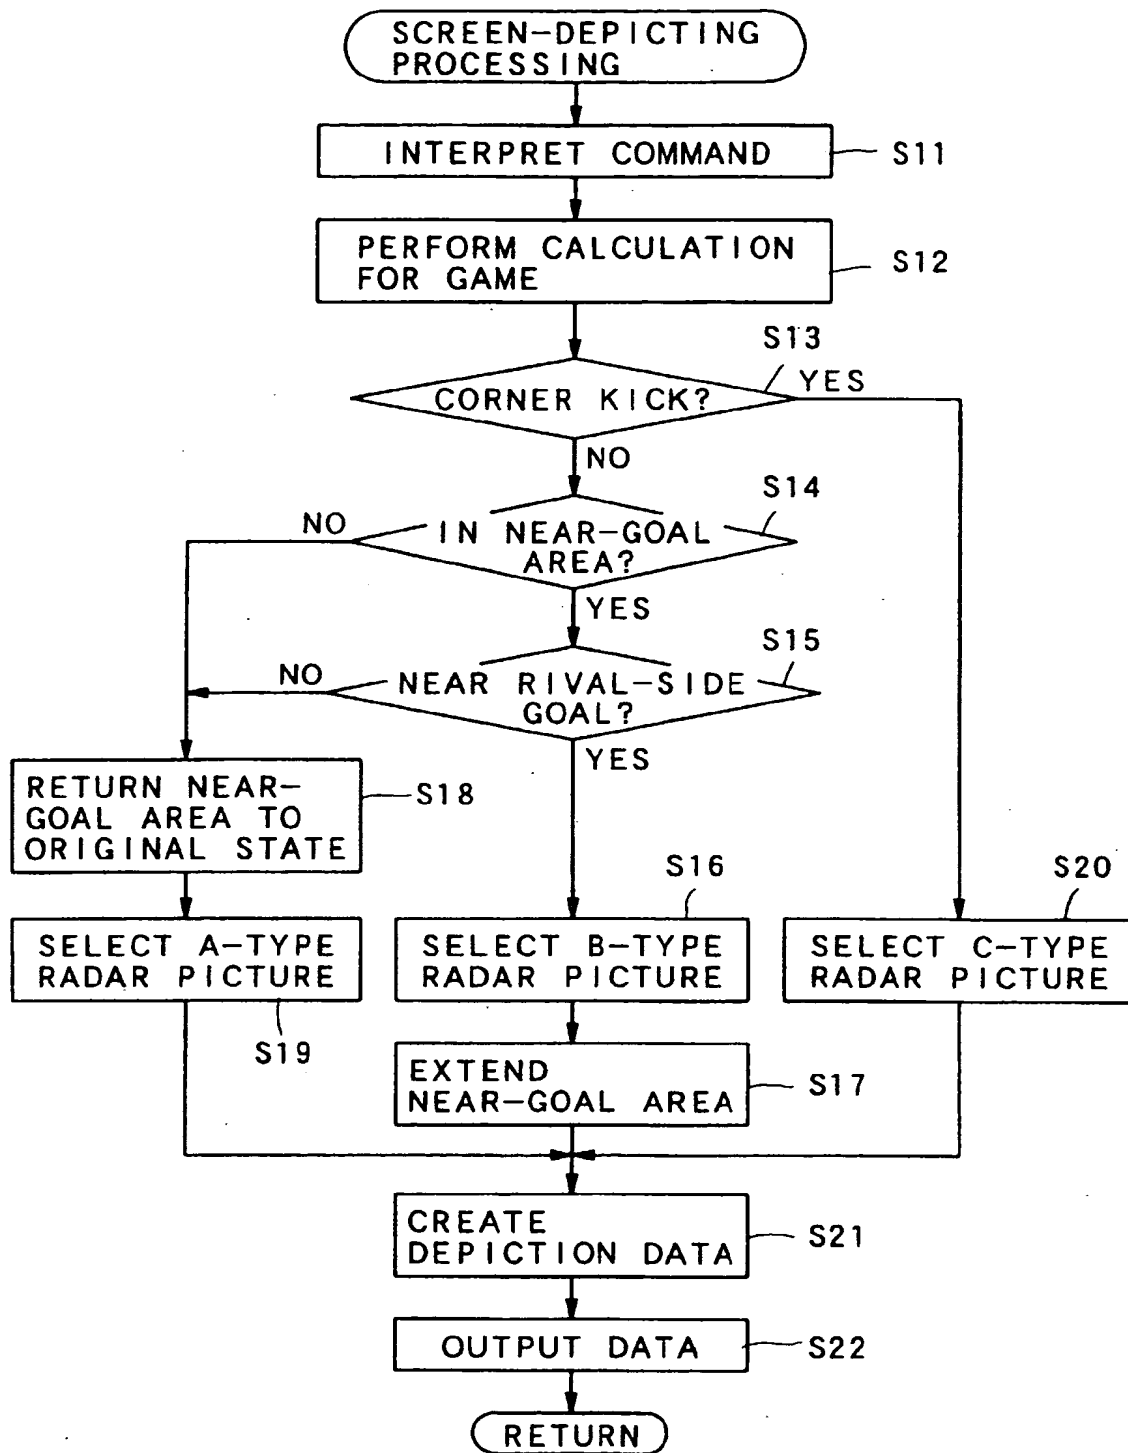 SCREEN-DEPICTING
PROCESSING
INTERPRET COMMAND
S11
PERFORM CALCULATION
FOR GAME
S12
S13
CORNER KICK?
YES
NO
S14
NO
IN NEAR-GOAL
AREA?
YES
S15
NO
NEAR RIVAL-SIDE
GOAL?
YES
RETURN NEAR-
GOAL AREA TO
ORIGINAL STATE
S18
S16
S20
SELECT A-TYPE
RADAR PICTURE
SELECT B-TYPE
RADAR PICTURE
SELECT C-TYPE
RADAR PICTURE
S19
EXTEND
NEAR-GOAL AREA
S17
CREATE
DEPICTION DATA
S21
OUTPUT DATA
S22
RETURN